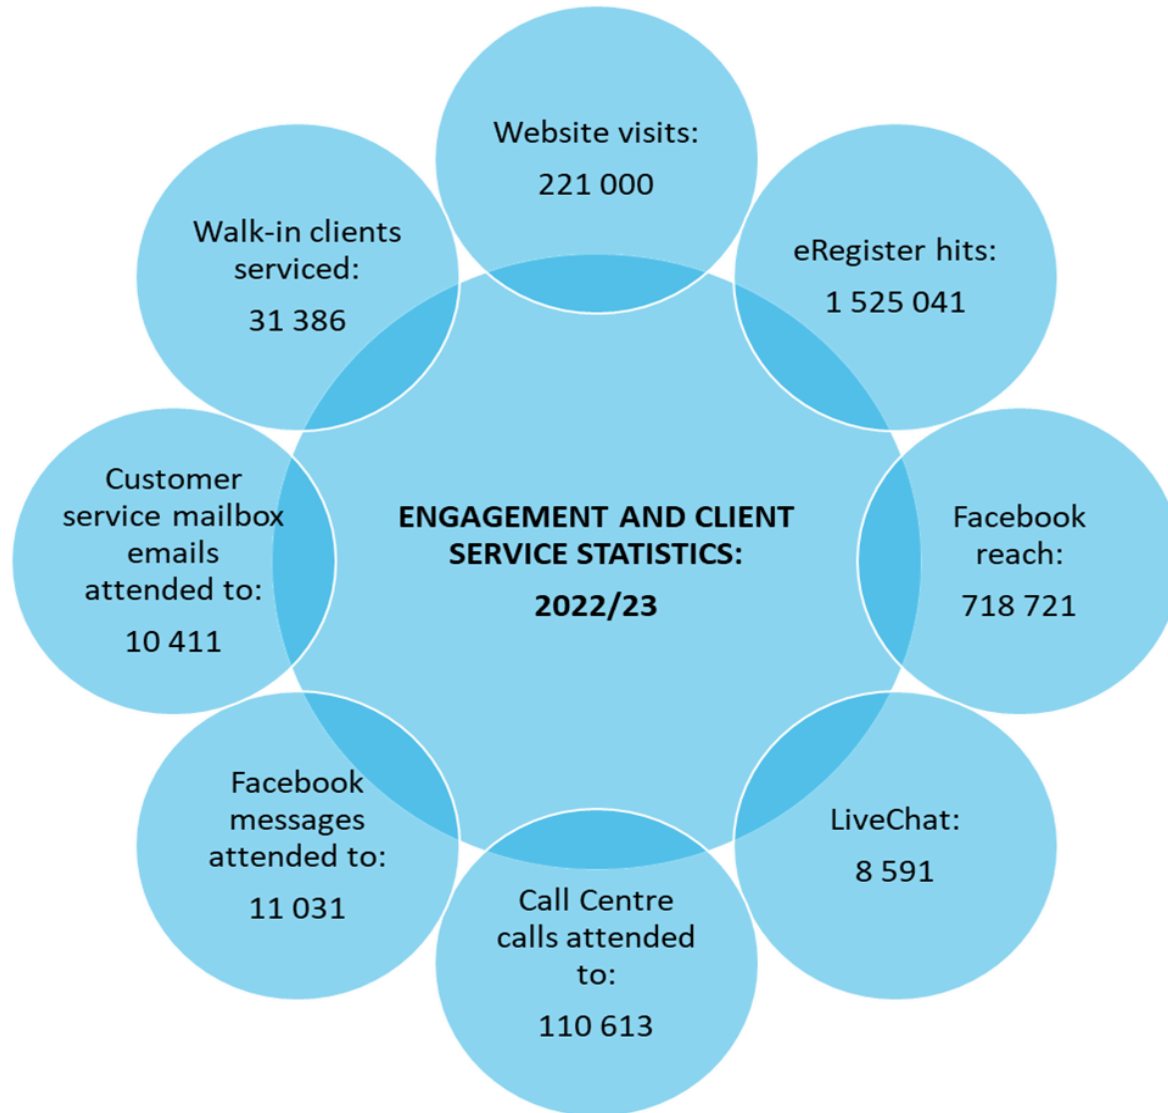 Website visits:
221 000
eRegister hits:
1 525 041
Facebook
reach:
718 721
LiveChat:
8 591
Call Centre
calls attended
to:
110 613
Facebook
messages
attended to:
11 031
Customer
service mailbox
emails
attended to:
10 411
Walk-in clients
serviced:
31 386
ENGAGEMENT AND CLIENT
SERVICE STATISTICS:
2022/23